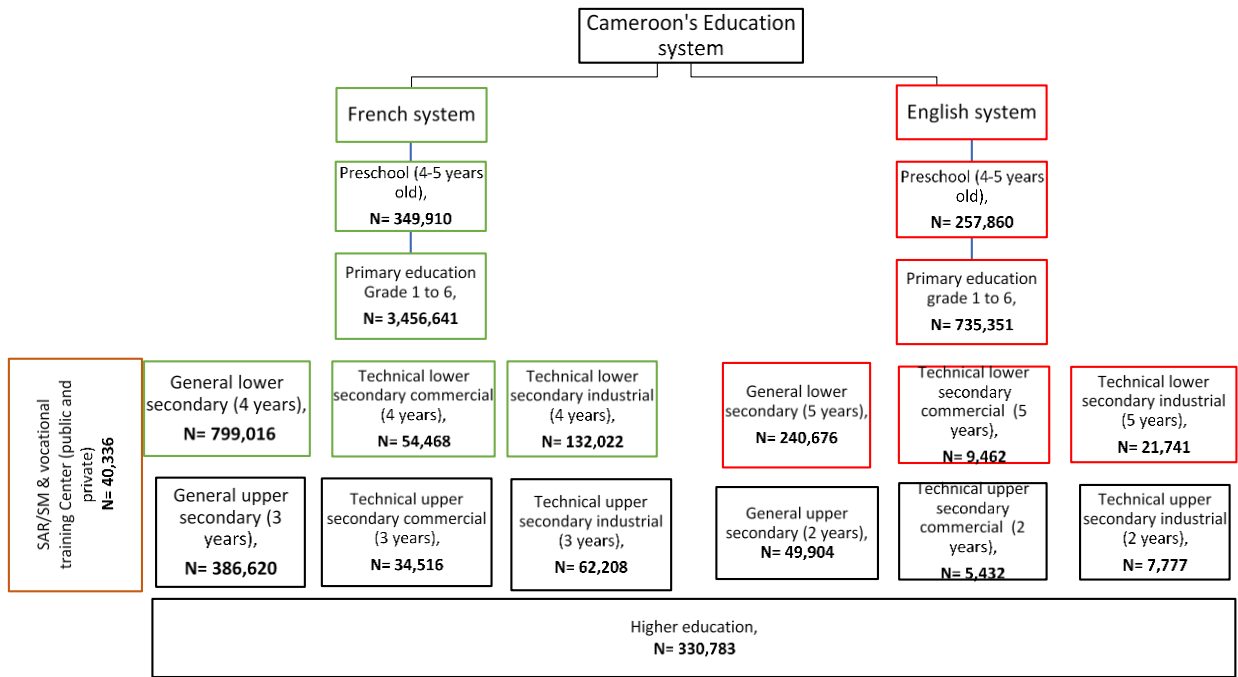 Cameroon's Education
system
French system
English system
Preschool (4-5 years
old),
N= 349,910
Preschool (4-5 years
old),
N= 257,860
Primary education
Grade 1 to 6,
N= 3,456,641
Primary education
grade 1 to 6,
N= 735,351
SAR/SM & vocational
training Center (public and
private)
N= 40,336
General lower
secondary (4 years),
N= 799,016
Technical lower
secondary commercial
(4 years),
N= 54,468
Technical lower
secondary industrial
(4 years),
N= 132,022
General lower
secondary (5 years),
N= 240,676
Technical lower
secondary
commercial (5
years),
N= 9,462
Technical lower
secondary industrial
(5 years),
N= 21,741
General upper
secondary (3
years),
N= 386,620
Technical upper
secondary commercial
(3 years),
N= 34,516
Technical upper
secondary industrial
(3 years),
N= 62,208
General upper
secondary (2 years),
N= 49,904
Technical upper
secondary
commercial (2
years),
N= 5,432
Technical upper
secondary industrial
(2 years),
N= 7,777
Higher education,
N= 330,783